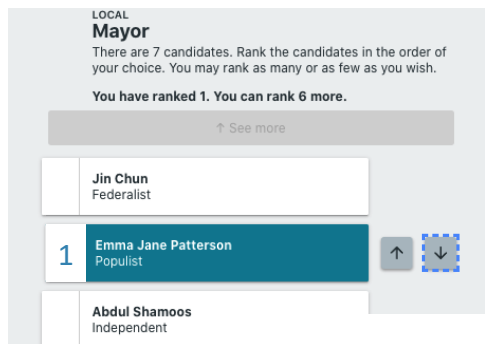 LOCAL
Mayor
There are 7 candidates. Rank the candidates in the order of
your choice. You may rank as many or as few as you wish.
You have ranked 1. You can rank 6 more.
↑ See more
Jin Chun
Federalist
1
Emma Jane Patterson
Populist
↑ ↓
Abdul Shamoos
Independent